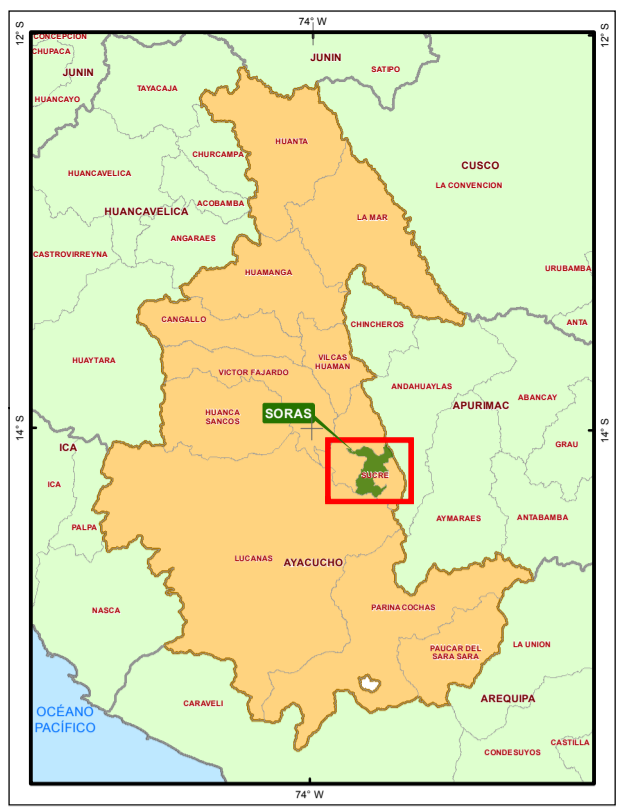 74° W
12° S
12° S
CONCEPCION
CHUPACA
JUNIN
JUNIN
SATIPO
TAYACAJA
HUANCAYO
HUANTA
CHURCAMPA
CUSCO
HUANCAVELICA
LA CONVENCION
ACOBAMBA
HUANCAVELICA
LA MAR
ANGARAES
CASTROVIRREYNA
URUBAMBA
HUAMANGA
CANGALLO
CHINCHEROS
ANTA
VILCAS
HUAMAN
HUAYTARA
VICTOR FAJARDO
ANDAHUAYLAS
ABANCAY
APURIMAC
HUANCA
SANCOS
SORAS
14° S
14° S
GRAU
ICA
SUCRE
ICA
AYMARAES
ANTABAMBA
PALPA
LUCANAS
AYACUCHO
NASCA
PARINACOCHAS
LA UNION
PAUCAR DEL
SARA SARA
CARAVELI
AREQUIPA
OCÉANO
PACÍFICO
CASTILLA
CONDESUYOS
74° W